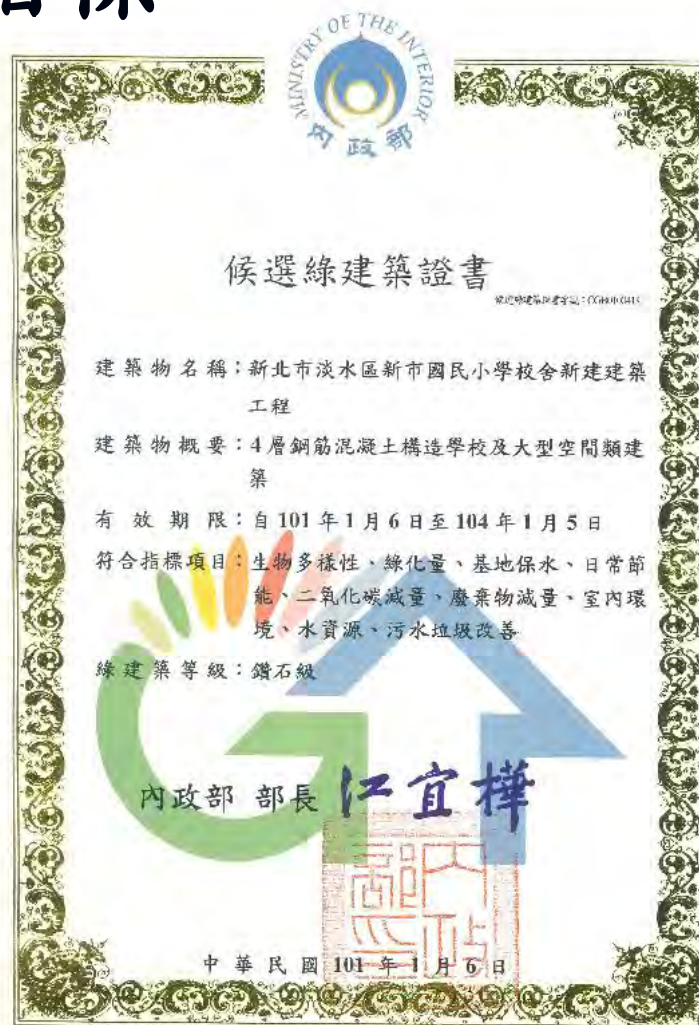 MINISTRY OF THE INTERIOR
內政部
候選綠建築證書
建築物名稱：新北市淡水區新市國民小學校舍新建建築
工程
建築物概要：4層鋼筋混凝土構造學校及大型空間類建
築
有效期限：自101年1月6日至104年1月5日
符合指標項目：生物多樣性、綠化量、基地保水、日常節
能、二氧化碳減量、廢棄物減量、室內環
境、水資源、污水垃圾改善
綠建築等級：鑽石級
內政部 部長 江宜樺
內政部印
中華民國101年1月6日